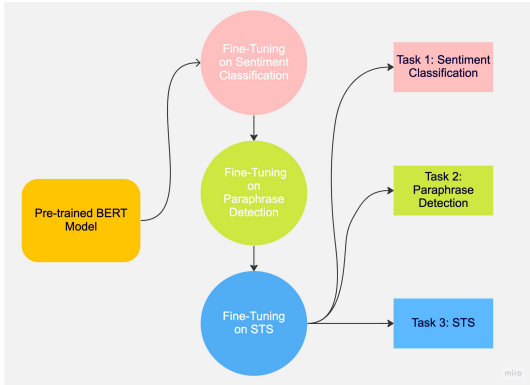 Fine-Tuning
on Sentiment
Classification
Task 1: Sentiment
Classification
Fine-Tuning
on
Paraphrase
Detection
Task 2:
Paraphrase
Detection
Pre-trained BERT
Model
Fine-Tuning
on STS
Task 3: STS
miro